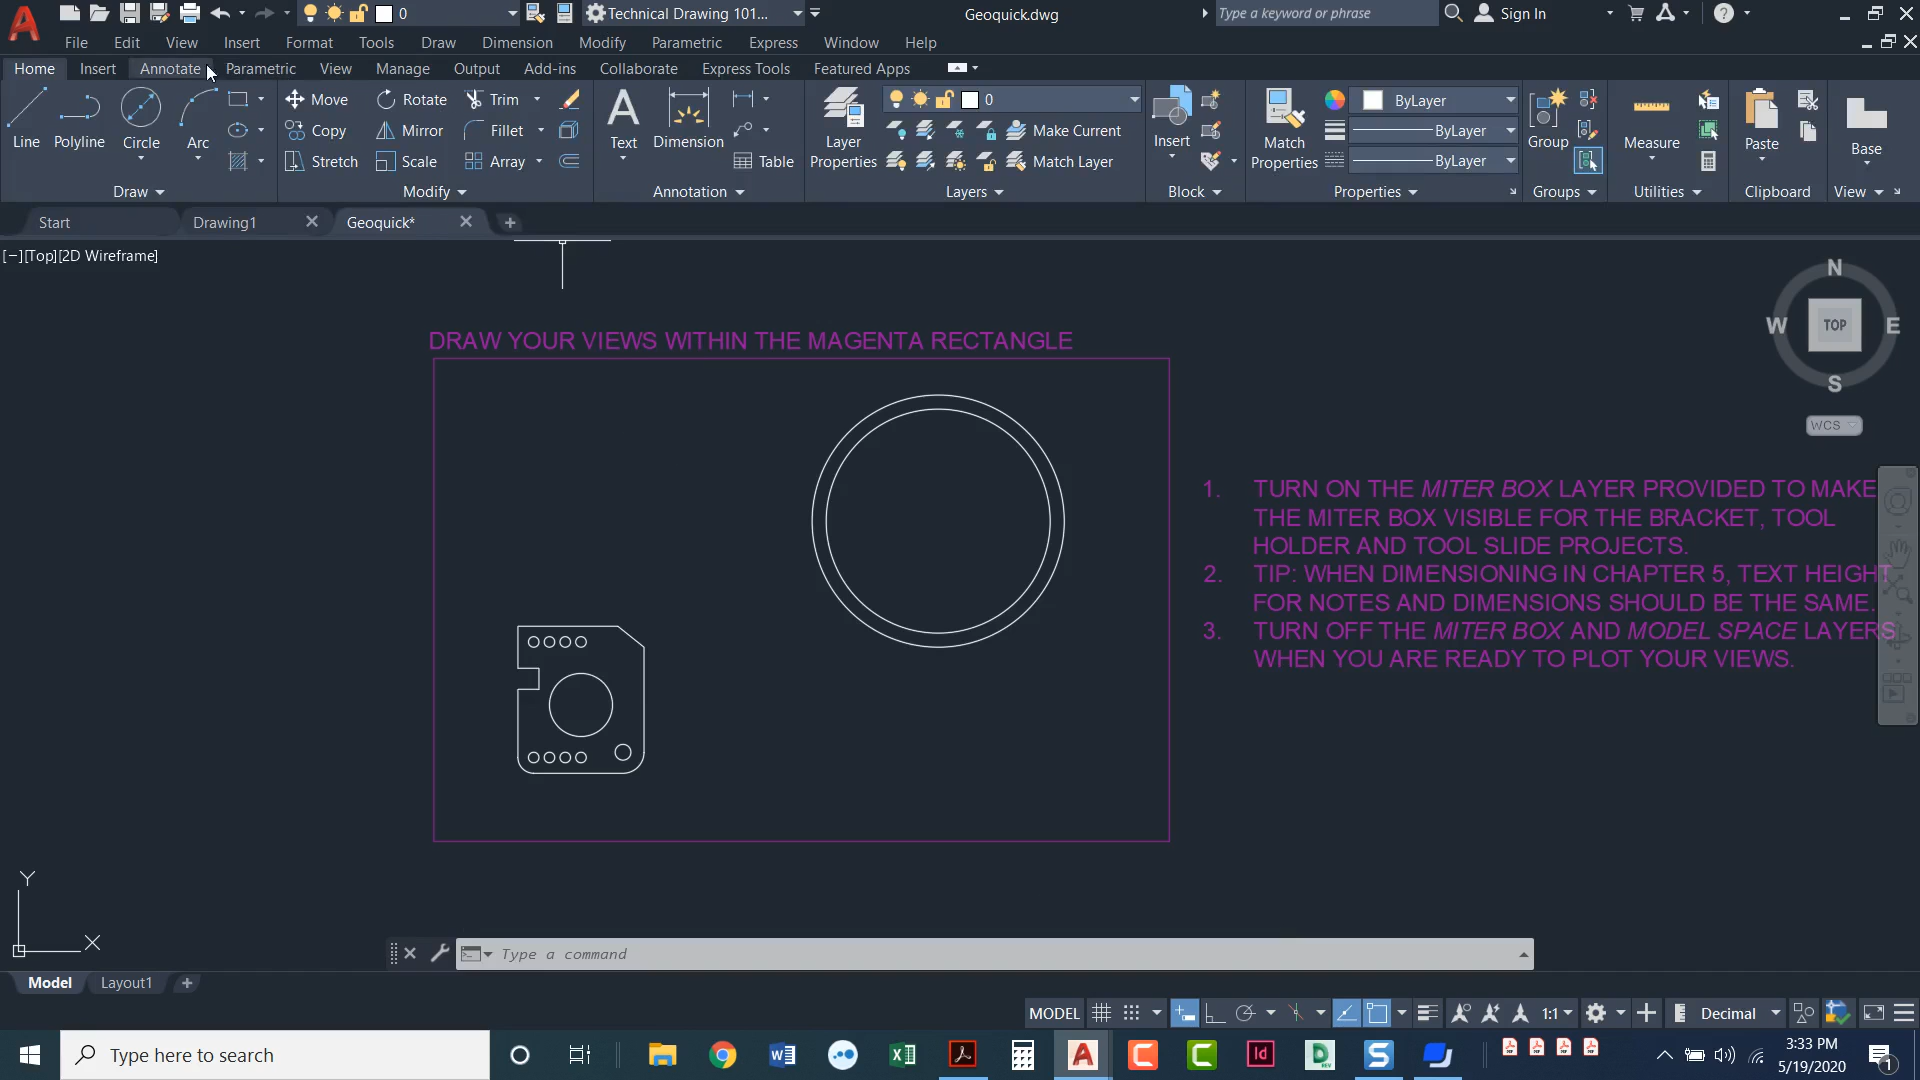 0
Technical Drawing 101...
Geoquick.dwg
Type a keyword or phrase
Sign In
File Edit View Insert Format Tools Draw Dimension Modify Parametric Express Window Help
Home Insert Annotate Parametric View Manage Output Add-ins Collaborate Express Tools Featured Apps
Line
Polyline
Circle
Arc
Draw
Move Rotate Trim
Copy Mirror Fillet
Stretch Scale Array
Modify
Text
Dimension
Table
Annotation
Layer
Properties
0
Make Current
Match Layer
Layers
Insert
Block
Match
Properties
ByLayer
ByLayer
ByLayer
Properties
Group
Groups
Measure
Utilities
Paste
Clipboard
Base
View
Start Drawing1 Geoquick*
[−][Top][2D Wireframe]
N
W TOP E
S
WCS
DRAW YOUR VIEWS WITHIN THE MAGENTA RECTANGLE
1. TURN ON THE MITER BOX LAYER PROVIDED TO MAKE
THE MITER BOX VISIBLE FOR THE BRACKET, TOOL
HOLDER AND TOOL SLIDE PROJECTS.
2. TIP: WHEN DIMENSIONING IN CHAPTER 5, TEXT HEIGHT
FOR NOTES AND DIMENSIONS SHOULD BE THE SAME.
3. TURN OFF THE MITER BOX AND MODEL SPACE LAYERS
WHEN YOU ARE READY TO PLOT YOUR VIEWS.
Y
X
Type a command
Model Layout1
MODEL 1:1 Decimal
Type here to search
3:33 PM
5/19/2020
1